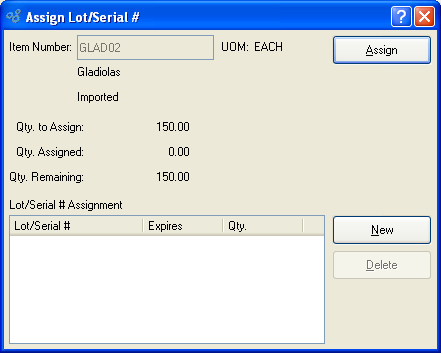 Assign Lot/Serial #
Item Number: GLAD02 UOM: EACH
Assign
Gladiolas
Imported
Qty. to Assign: 150.00
Qty. Assigned: 0.00
Qty. Remaining: 150.00
Lot/Serial # Assignment
Lot/Serial # Expires Qty.
New
Delete